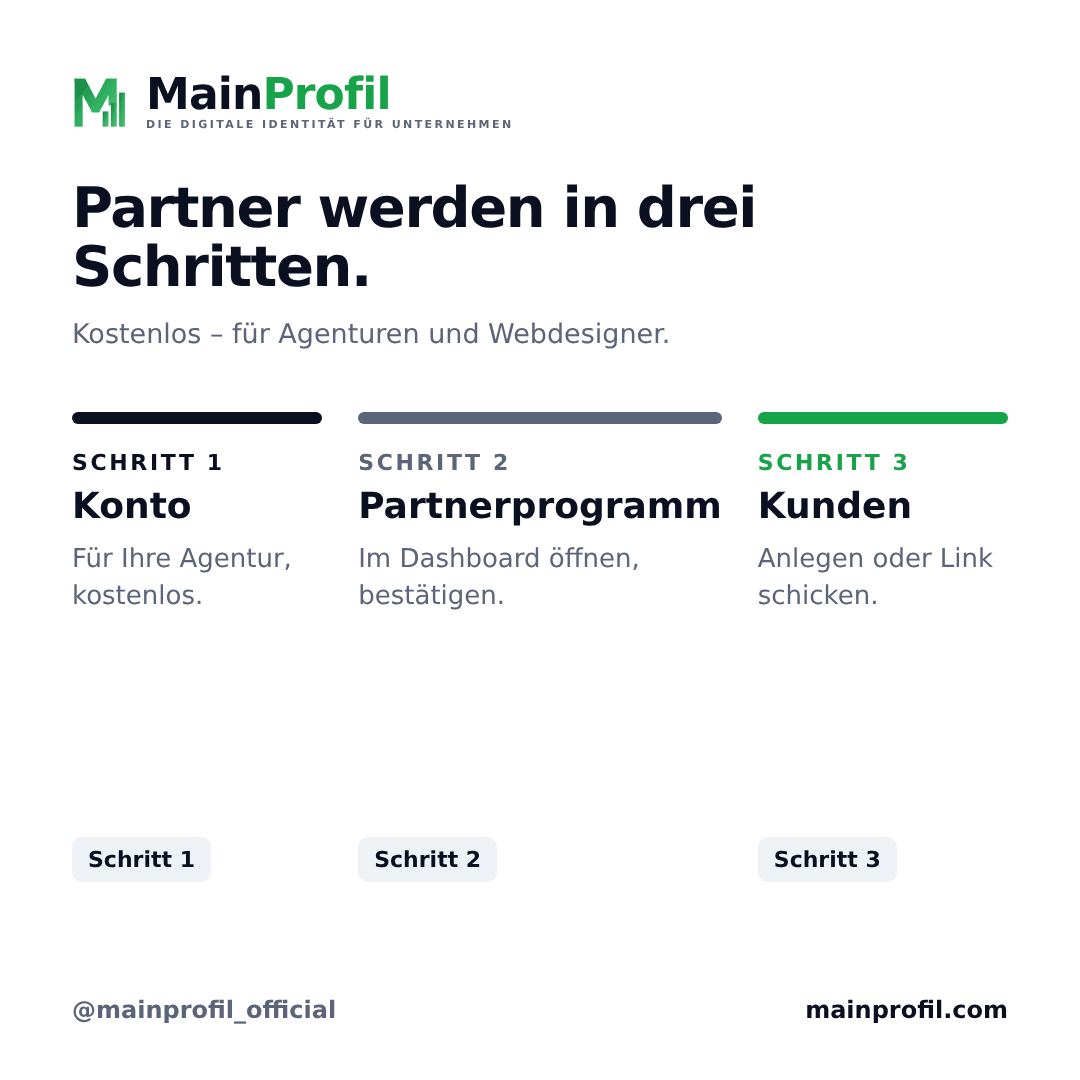 MainProfil
DIE DIGITALE IDENTITÄT FÜR UNTERNEHMEN
Partner werden in drei
Schritten.
Kostenlos – für Agenturen und Webdesigner.
SCHRITT 1
Konto
Für Ihre Agentur,
kostenlos.
SCHRITT 2
Partnerprogramm
Im Dashboard öffnen,
bestätigen.
SCHRITT 3
Kunden
Anlegen oder Link
schicken.
Schritt 1
Schritt 2
Schritt 3
@mainprofil_official
mainprofil.com